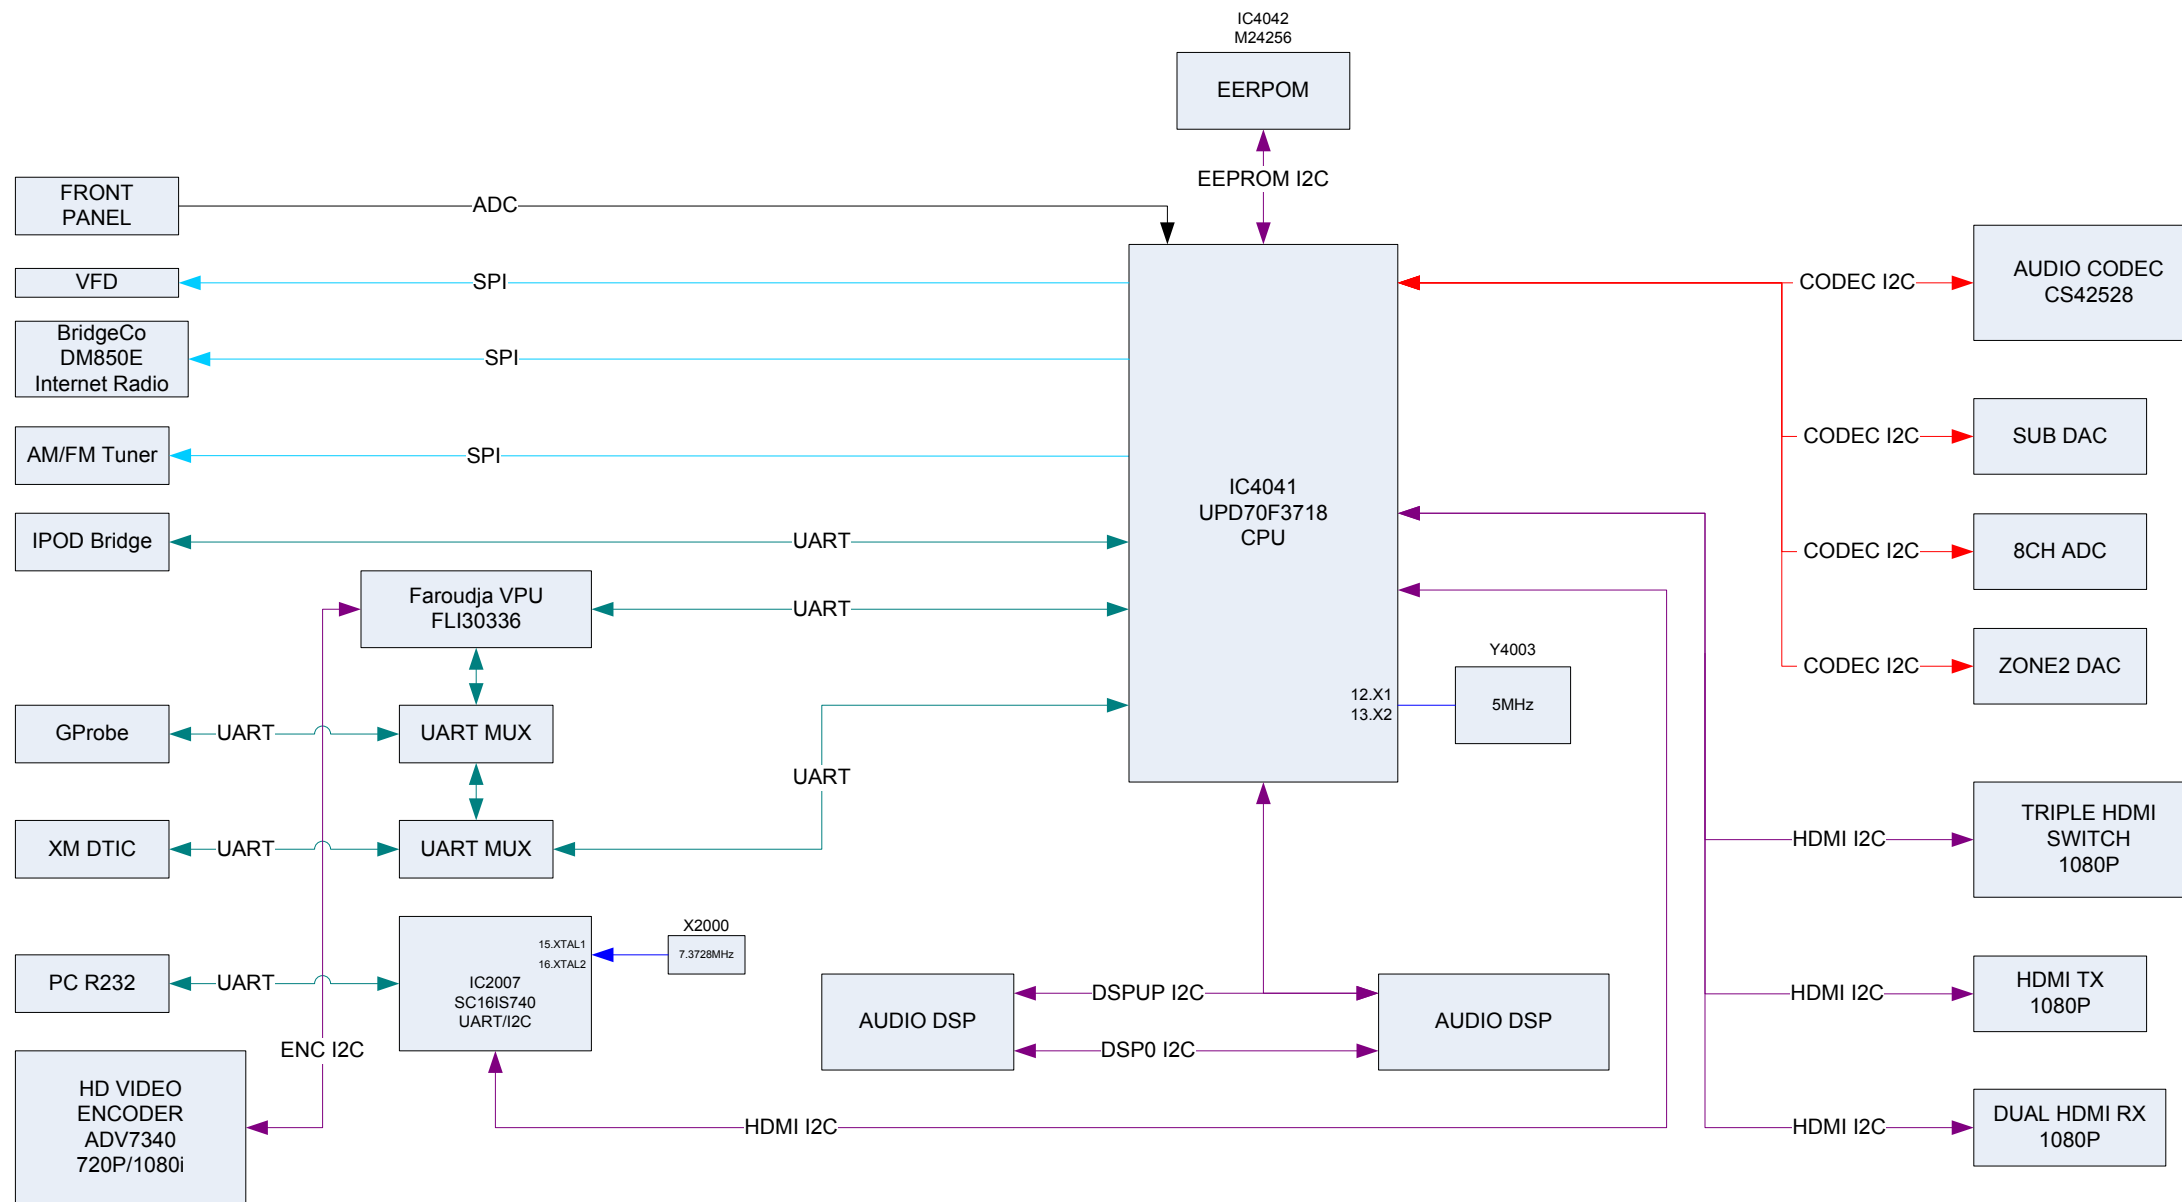 IC4042
M24256
EERPOM
EEPROM I2C
FRONT
PANEL
ADC
VFD
SPI
BridgeCo
DM850E
Internet Radio
SPI
AM/FM Tuner
SPI
IPOD Bridge
UART
Faroudja VPU
FLI30336
UART
GProbe
UART
UART MUX
UART
XM DTIC
UART
UART MUX
PC R232
UART
15.XTAL1
16.XTAL2
IC2007
SC16IS740
UART/I2C
X2000
7.3728MHz
ENC I2C
HD VIDEO
ENCODER
ADV7340
720P/1080i
HDMI I2C
IC4041
UPD70F3718
CPU
12.X1
13.X2
Y4003
5MHz
AUDIO DSP
DSPUP I2C
DSP0 I2C
AUDIO DSP
CODEC I2C
AUDIO CODEC
CS42528
CODEC I2C
SUB DAC
CODEC I2C
8CH ADC
CODEC I2C
ZONE2 DAC
HDMI I2C
TRIPLE HDMI
SWITCH
1080P
HDMI I2C
HDMI TX
1080P
HDMI I2C
DUAL HDMI RX
1080P